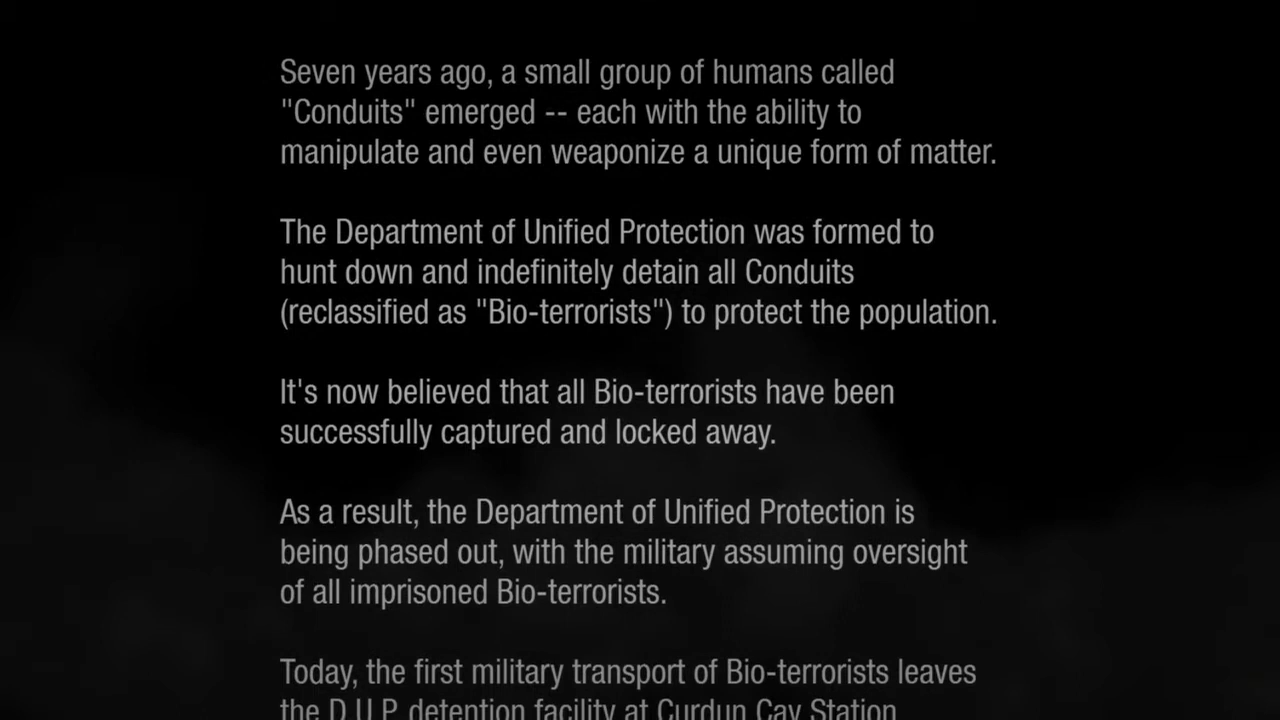 Seven years ago, a small group of humans called
"Conduits" emerged -- each with the ability to
manipulate and even weaponize a unique form of matter.
The Department of Unified Protection was formed to
hunt down and indefinitely detain all Conduits
(reclassified as "Bio-terrorists") to protect the population.
It's now believed that all Bio-terrorists have been
successfully captured and locked away.
As a result, the Department of Unified Protection is
being phased out, with the military assuming oversight
of all imprisoned Bio-terrorists.
Today, the first military transport of Bio-terrorists leaves
the D.U.P. detention facility at Curdun Cay Station